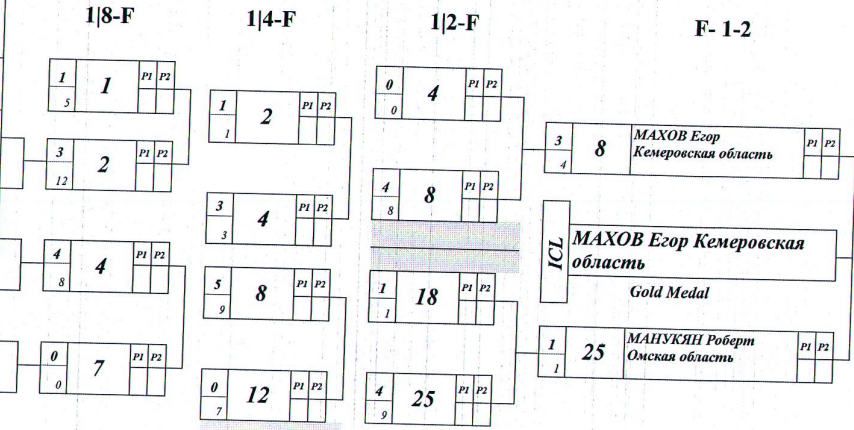 1|8-F
1|4-F
1|2-F
F- 1-2
1 1 P1 P2
5
3 2 P1 P2
12
4 4 P1 P2
8
0 7 P1 P2
0
1 2 P1 P2
1
3 4 P1 P2
3
5 8 P1 P2
9
0 12 P1 P2
7
0 4 P1 P2
0
4 8 P1 P2
8
1 18 P1 P2
1
4 25 P1 P2
9
3 8 МАХОВ Егор P1 P2
4 Кемеровская область
ICL МАХОВ Егор Кемеровская
область
Gold Medal
1 25 МАНУКЯН Роберт P1 P2
1 Омская область